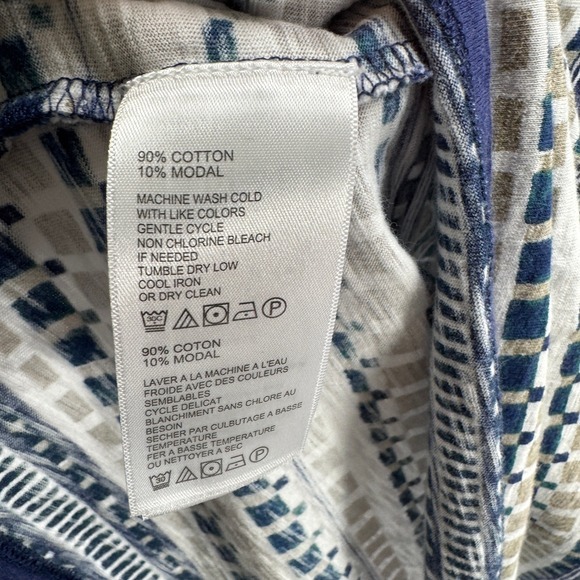 90% COTTON
10% MODAL
MACHINE WASH COLD
WITH LIKE COLORS
GENTLE CYCLE
NON CHLORINE BLEACH
IF NEEDED
TUMBLE DRY LOW
COOL IRON
OR DRY CLEAN
P
90% COTTON
10% MODAL
LAVER A LA MACHINE A L'EAU
FROIDE AVEC DES COULEURS
SEMBLABLES
CYCLE DELICAT
BLANCHIMENT SANS CHLORE AU
BESOIN
SECHER PAR CULBUTAGE A BASSE
TEMPERATURE
FER A BASSE TEMPERATURE
OU NETTOYER A SEC
P